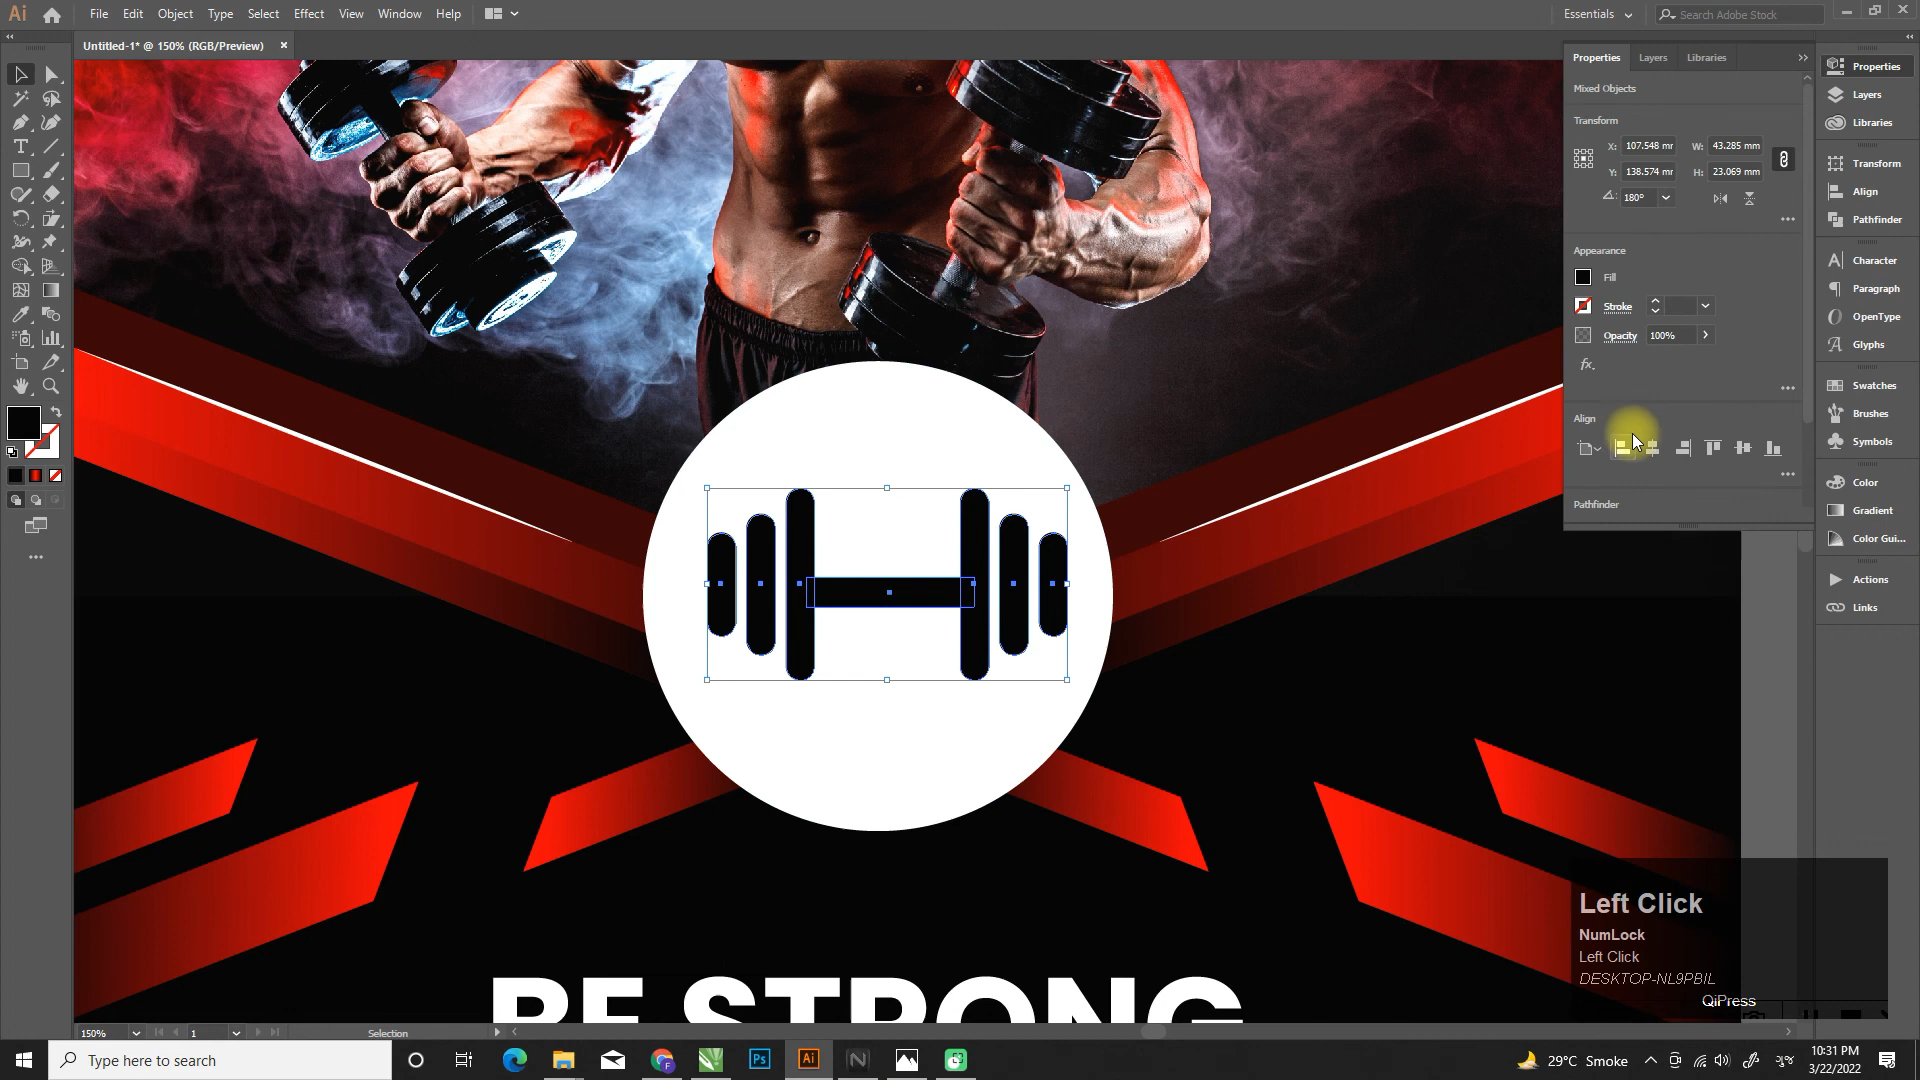 Ai
File Edit Object Type Select Effect View Window Help
Essentials
Search Adobe Stock
Untitled-1* @ 150% (RGB/Preview) ×
Properties Layers Libraries
Mixed Objects
Transform
X: 107.548 mr W: 43.285 mm
Y: 138.574 mr H: 23.069 mm
180°
Appearance
Fill
Stroke
Opacity 100%
fx.
Align
Pathfinder
Properties
Layers
Libraries
Transform
Align
Pathfinder
Character
Paragraph
OpenType
Glyphs
Swatches
Brushes
Symbols
Color
Gradient
Color Gui...
Actions
Links
BE STRONG
Left Click
NumLock
Left Click
DESKTOP-NL9PBIL
QiPress
150% 1 Selection
Type here to search
Ps
Ai
29°C Smoke
ગુજ
10:31 PM
3/22/2022